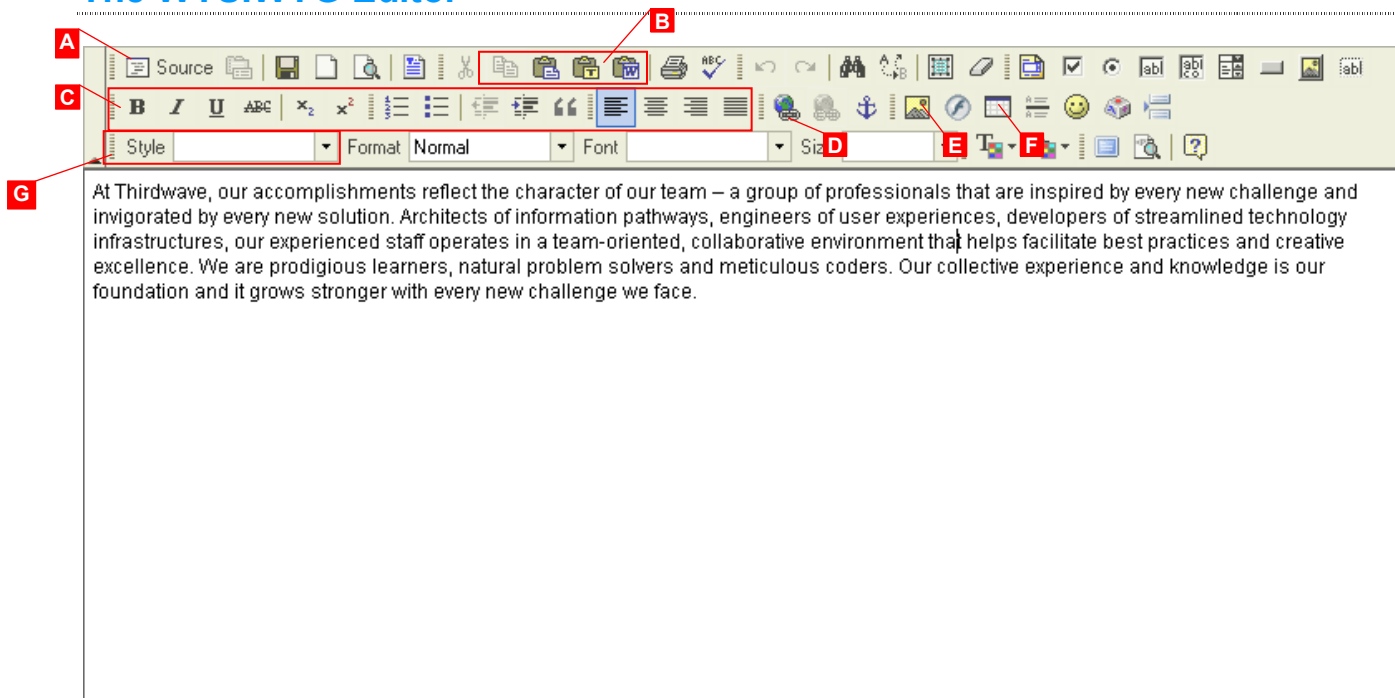 The WYSIWYG Editor
B
A
Source ABC
C
B I U ABC x₂ x²
D E F
Style Format Normal Font Siz
G
At Thirdwave, our accomplishments reflect the character of our team – a group of professionals that are inspired by every new challenge and
invigorated by every new solution. Architects of information pathways, engineers of user experiences, developers of streamlined technology
infrastructures, our experienced staff operates in a team-oriented, collaborative environment that helps facilitate best practices and creative
excellence. We are prodigious learners, natural problem solvers and meticulous coders. Our collective experience and knowledge is our
foundation and it grows stronger with every new challenge we face.